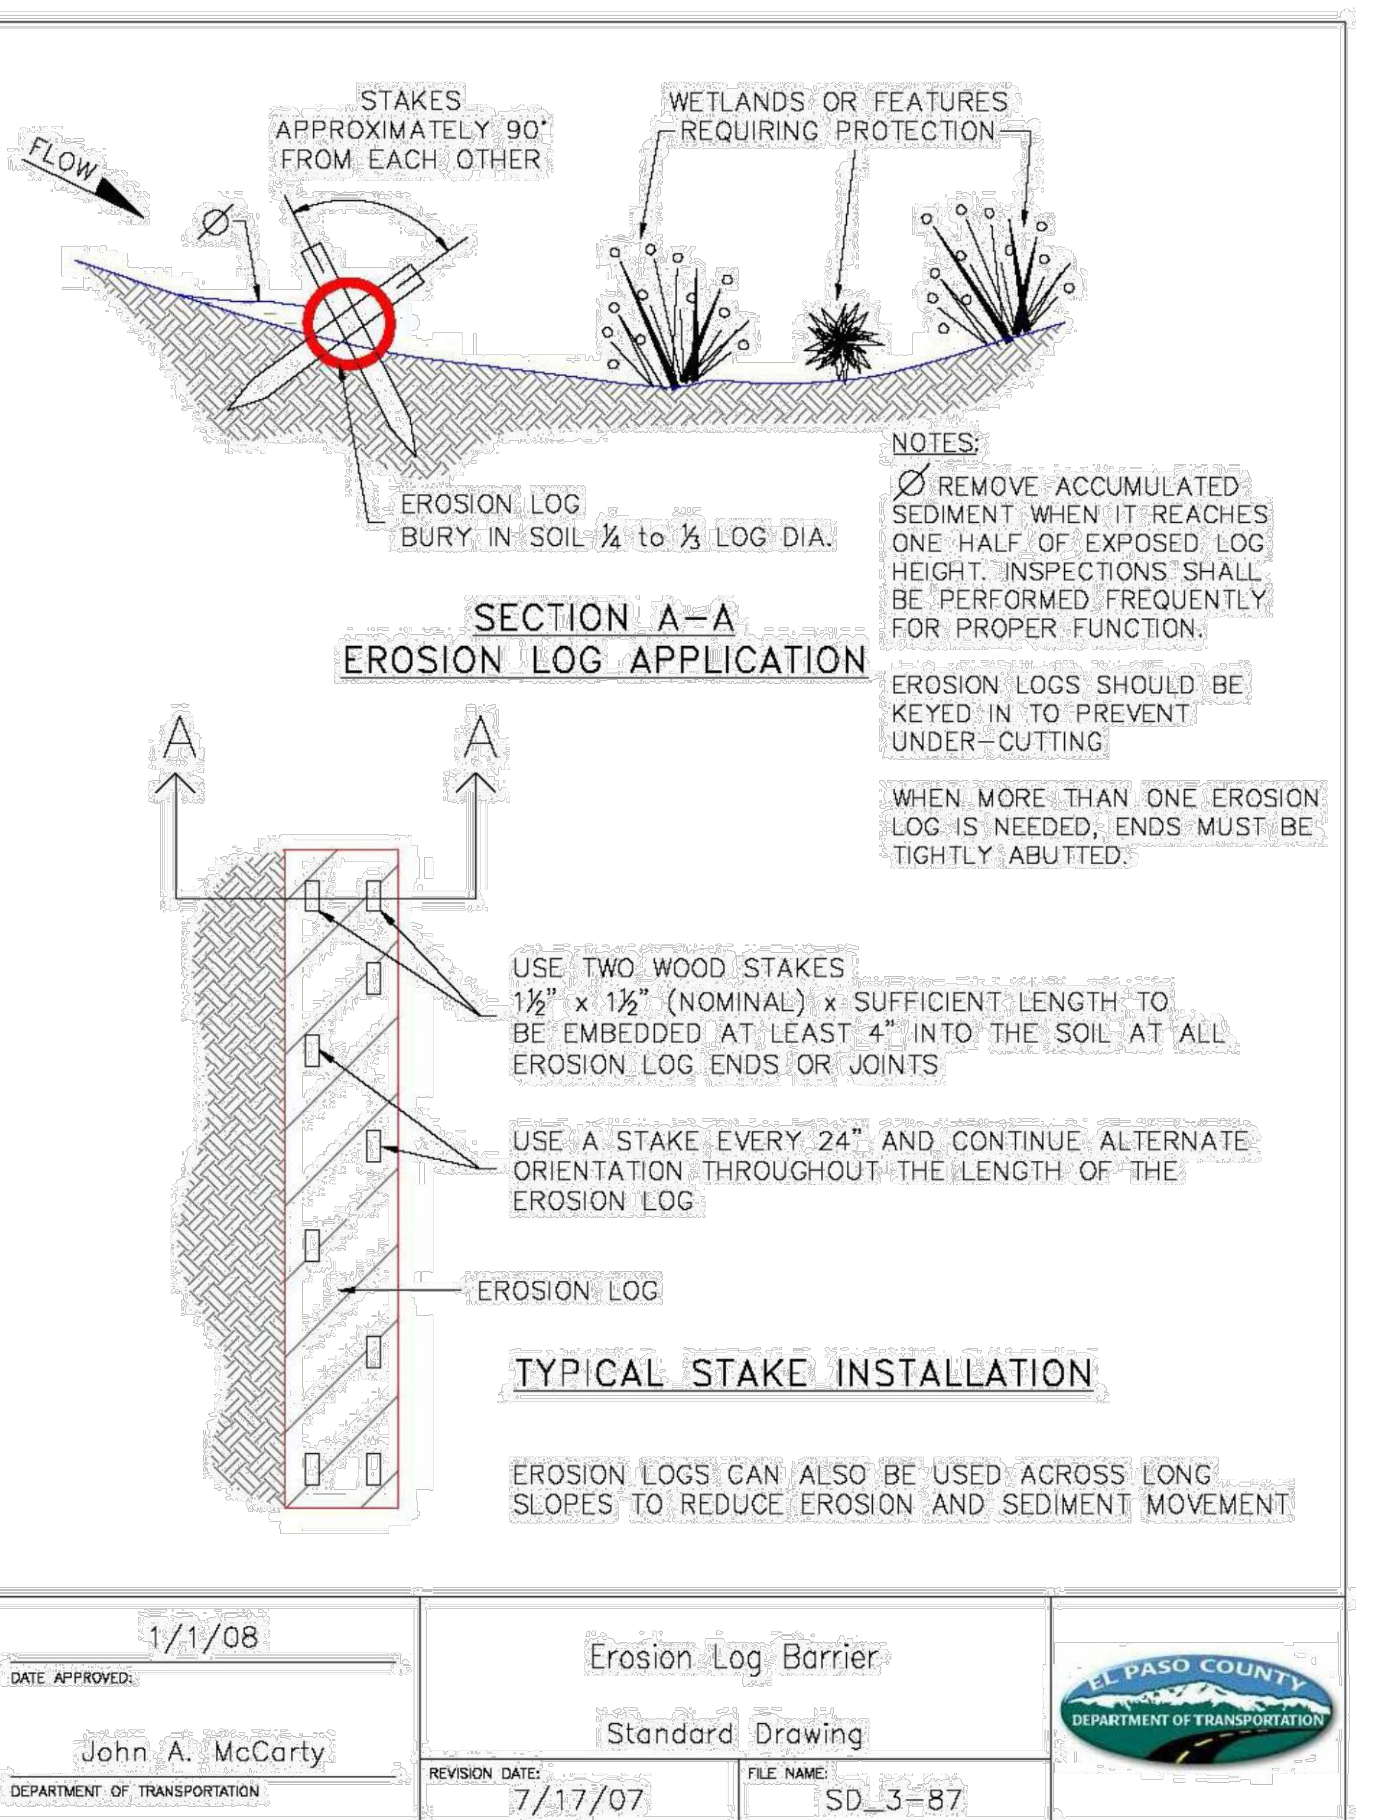 STAKES
APPROXIMATELY 90°
FROM EACH OTHER
WETLANDS OR FEATURES
REQUIRING PROTECTION
FLOW
Ø
EROSION LOG
BURY IN SOIL ¼ to ⅓ LOG DIA.
SECTION A-A
EROSION LOG APPLICATION
NOTES:
Ø REMOVE ACCUMULATED
SEDIMENT WHEN IT REACHES
ONE HALF OF EXPOSED LOG
HEIGHT. INSPECTIONS SHALL
BE PERFORMED FREQUENTLY
FOR PROPER FUNCTION.
EROSION LOGS SHOULD BE
KEYED IN TO PREVENT
UNDER-CUTTING
WHEN MORE THAN ONE EROSION
LOG IS NEEDED, ENDS MUST BE
TIGHTLY ABUTTED.
A A
USE TWO WOOD STAKES
1½" x 1½" (NOMINAL) x SUFFICIENT LENGTH TO
BE EMBEDDED AT LEAST 4" INTO THE SOIL AT ALL
EROSION LOG ENDS OR JOINTS
USE A STAKE EVERY 24" AND CONTINUE ALTERNATE
ORIENTATION THROUGHOUT THE LENGTH OF THE
EROSION LOG
EROSION LOG
TYPICAL STAKE INSTALLATION
EROSION LOGS CAN ALSO BE USED ACROSS LONG
SLOPES TO REDUCE EROSION AND SEDIMENT MOVEMENT
1/1/08
DATE APPROVED:
John A. McCarty
DEPARTMENT OF TRANSPORTATION
Erosion Log Barrier
Standard Drawing
REVISION DATE:
7/17/07
FILE NAME:
SD_3-87
EL PASO COUNTY
DEPARTMENT OF TRANSPORTATION